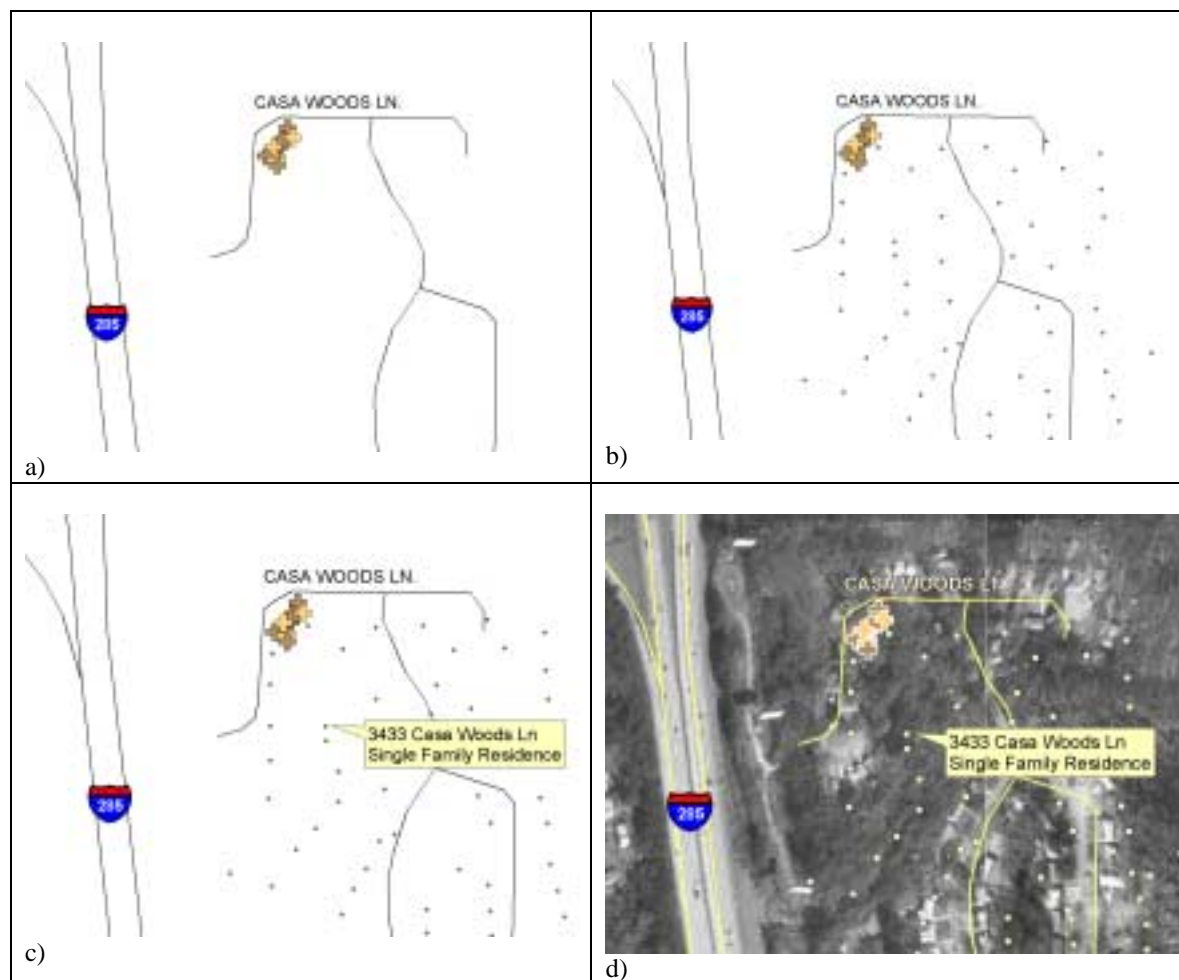 CASA WOODS LN.
285
a)
CASA WOODS LN.
285
b)
CASA WOODS LN.
3433 Casa Woods Ln
Single Family Residence
285
c)
CASA WOODS LN.
3433 Casa Woods Ln
Single Family Residence
285
d)